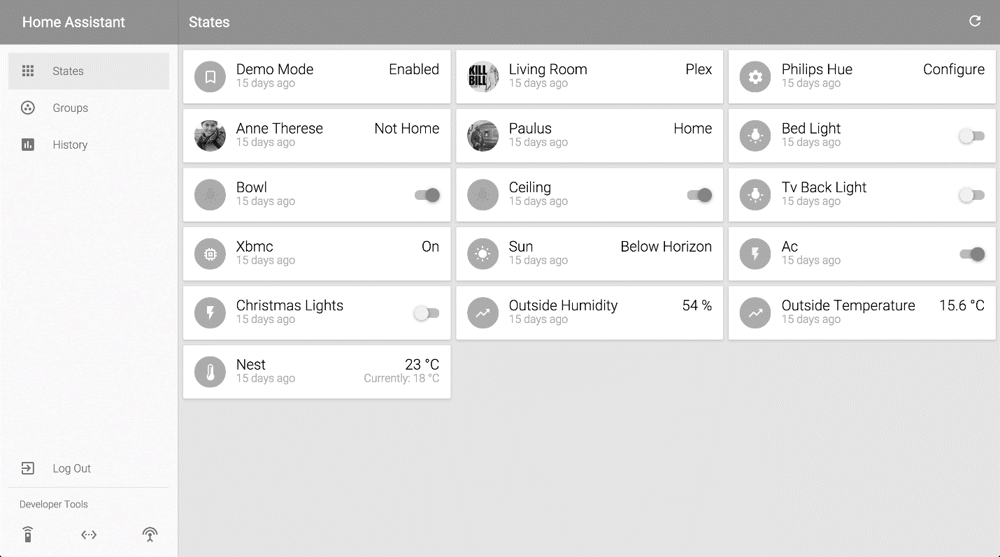 Home Assistant
States
States
Groups
History
Log Out
Developer Tools
Demo Mode Enabled
15 days ago
KILL
BILL
Living Room Plex
15 days ago
Philips Hue Configure
15 days ago
Anne Therese Not Home
15 days ago
Paulus Home
15 days ago
Bed Light
15 days ago
Bowl
15 days ago
Ceiling
15 days ago
Tv Back Light
15 days ago
Xbmc On
15 days ago
Sun Below Horizon
15 days ago
Ac
15 days ago
Christmas Lights
15 days ago
Outside Humidity 54 %
15 days ago
Outside Temperature 15.6 °C
15 days ago
Nest 23 °C
15 days ago Currently: 18 °C